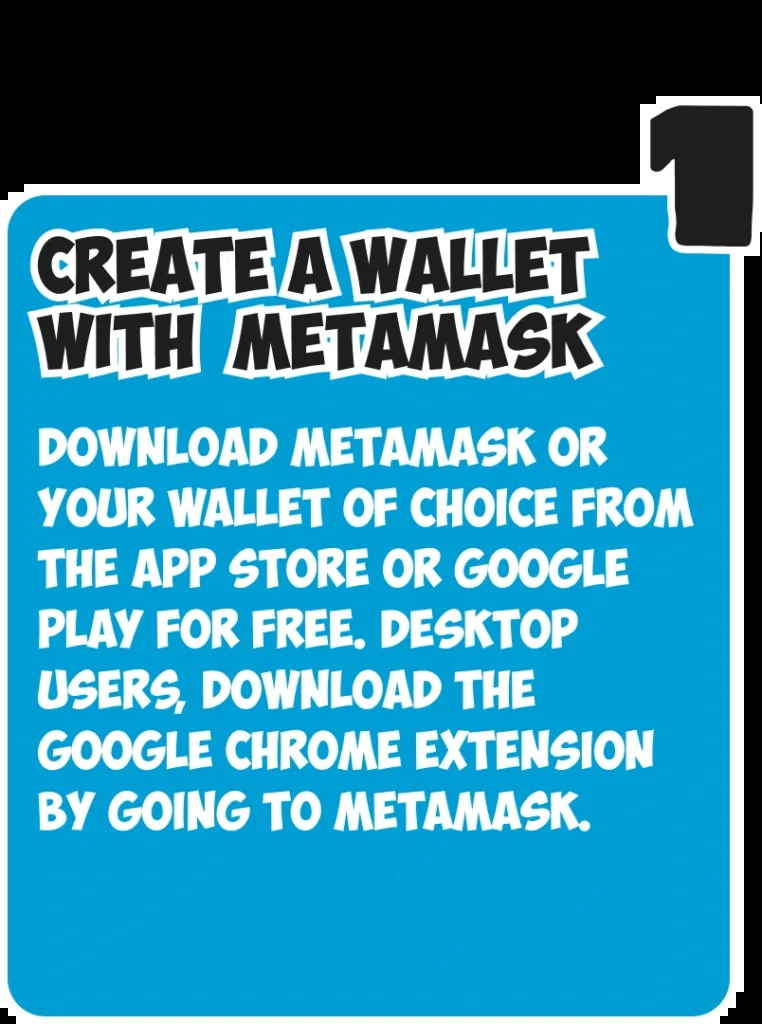 1
CREATE A WALLET
WITH METAMASK
DOWNLOAD METAMASK OR
YOUR WALLET OF CHOICE FROM
THE APP STORE OR GOOGLE
PLAY FOR FREE. DESKTOP
USERS, DOWNLOAD THE
GOOGLE CHROME EXTENSION
BY GOING TO METAMASK.